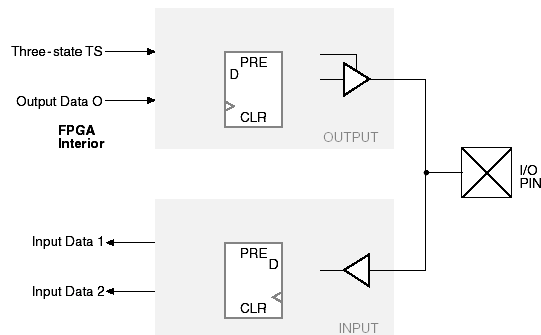 Three-state TS
Output Data O
FPGA
Interior
PRE
D
CLR
OUTPUT
I/O
PIN
Input Data 1
Input Data 2
PRE
D
CLR
INPUT